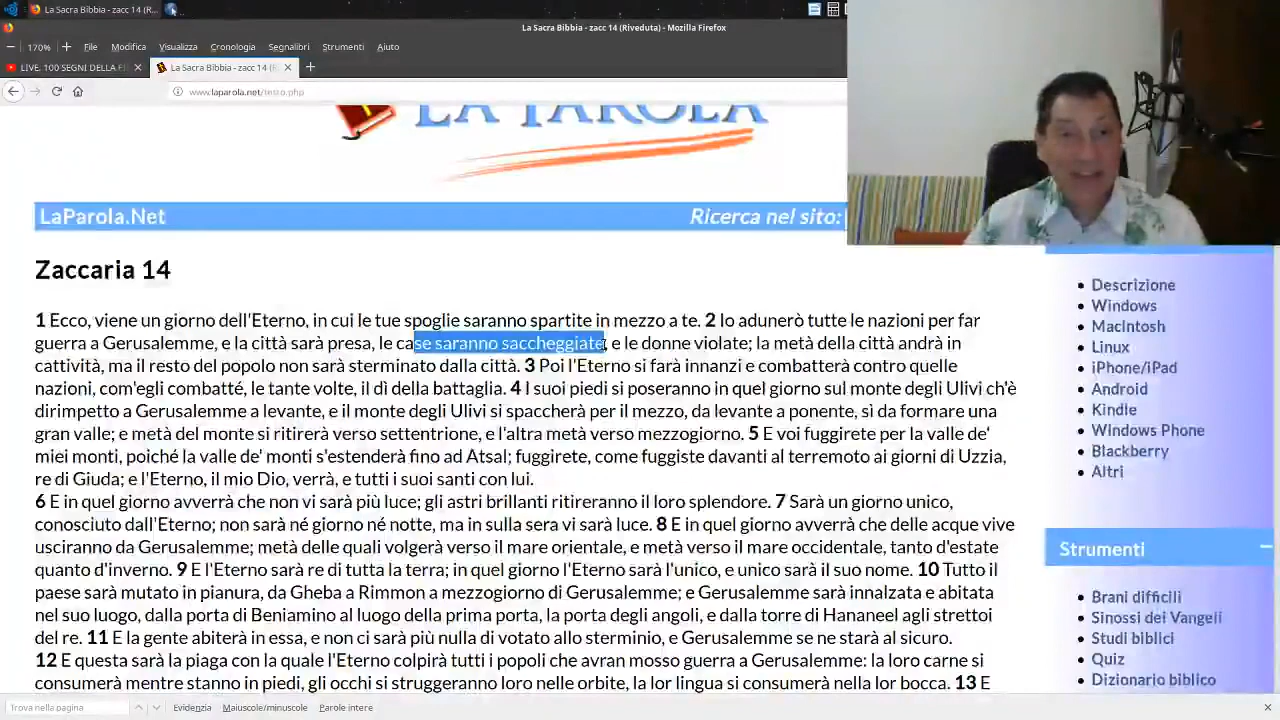 La Sacra Bibbia - zacc 14 (R..
La Sacra Bibbia - zacc 14 (Riveduta) - Mozilla Firefox
170% File Modifica Visualizza Cronologia Segnalibri Strumenti Aiuto
LIVE, 100 SEGNI DELLA F
La Sacra Bibbia - zacc 14 (R
www.laparola.net/testo.php
LA PAROLA
LaParola.Net
Ricerca nel sito:
Zaccaria 14
1 Ecco, viene un giorno dell'Eterno, in cui le tue spoglie saranno spartite in mezzo a te. 2 Io adunerò tutte le nazioni per far
guerra a Gerusalemme, e la città sarà presa, le case saranno saccheggiate, e le donne violate; la metà della città andrà in
cattività, ma il resto del popolo non sarà sterminato dalla città. 3 Poi l'Eterno si farà innanzi e combatterà contro quelle
nazioni, com'egli combatté, le tante volte, il dì della battaglia. 4 I suoi piedi si poseranno in quel giorno sul monte degli Ulivi ch'è
dirimpetto a Gerusalemme a levante, e il monte degli Ulivi si spaccherà per il mezzo, da levante a ponente, sì da formare una
gran valle; e metà del monte si ritirerà verso settentrione, e l'altra metà verso mezzogiorno. 5 E voi fuggirete per la valle de'
miei monti, poiché la valle de' monti s'estenderà fino ad Atsal; fuggirete, come fuggiste davanti al terremoto ai giorni di Uzzia,
re di Giuda; e l'Eterno, il mio Dio, verrà, e tutti i suoi santi con lui.
6 E in quel giorno avverrà che non vi sarà più luce; gli astri brillanti ritireranno il loro splendore. 7 Sarà un giorno unico,
conosciuto dall'Eterno; non sarà né giorno né notte, ma in sulla sera vi sarà luce. 8 E in quel giorno avverrà che delle acque vive
usciranno da Gerusalemme; metà delle quali volgerà verso il mare orientale, e metà verso il mare occidentale, tanto d'estate
quanto d'inverno. 9 E l'Eterno sarà re di tutta la terra; in quel giorno l'Eterno sarà l'unico, e unico sarà il suo nome. 10 Tutto il
paese sarà mutato in pianura, da Gheba a Rimmon a mezzogiorno di Gerusalemme; e Gerusalemme sarà innalzata e abitata
nel suo luogo, dalla porta di Beniamino al luogo della prima porta, la porta degli angoli, e dalla torre di Hananeel agli strettoi
del re. 11 E la gente abiterà in essa, e non ci sarà più nulla di votato allo sterminio, e Gerusalemme se ne starà al sicuro.
12 E questa sarà la piaga con la quale l'Eterno colpirà tutti i popoli che avran mosso guerra a Gerusalemme: la loro carne si
consumerà mentre stanno in piedi, gli occhi si struggeranno loro nelle orbite, la lor lingua si consumerà nella lor bocca. 13 E
Descrizione
Windows
MacIntosh
Linux
iPhone/iPad
Android
Kindle
Windows Phone
Blackberry
Altri
Strumenti
Brani difficili
Sinossi dei Vangeli
Studi biblici
Quiz
Dizionario biblico
Trova nella pagina
Evidenzia Maiuscole/minuscole Parole intere